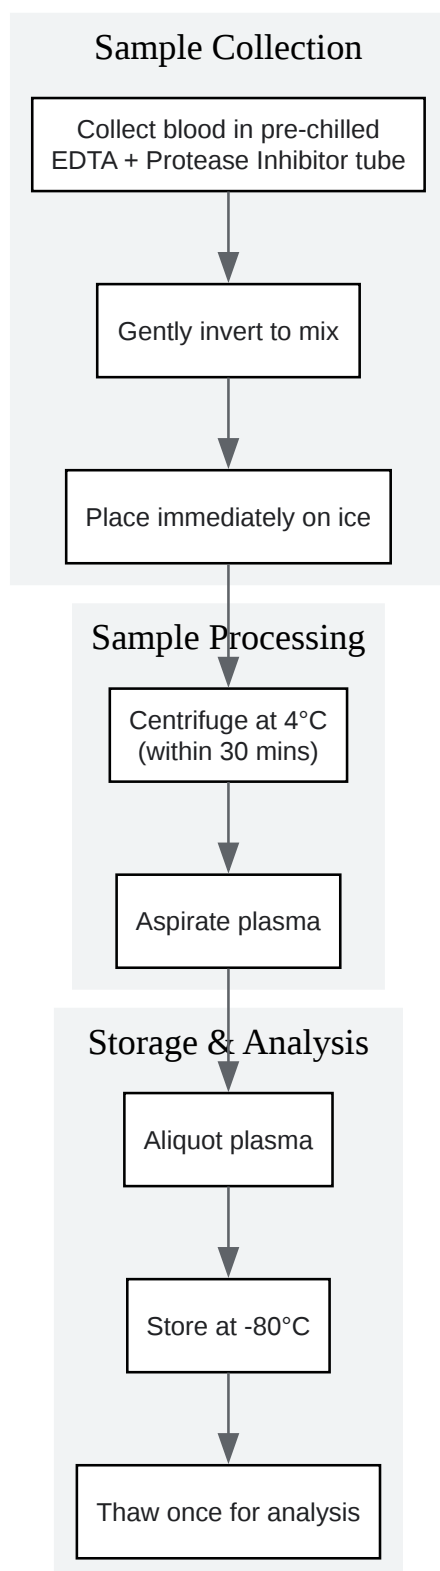 Sample Collection
Collect blood in pre-chilled
EDTA + Protease Inhibitor tube
Gently invert to mix
Place immediately on ice
Sample Processing
Centrifuge at 4°C
(within 30 mins)
Aspirate plasma
Storage & Analysis
Aliquot plasma
Store at -80°C
Thaw once for analysis